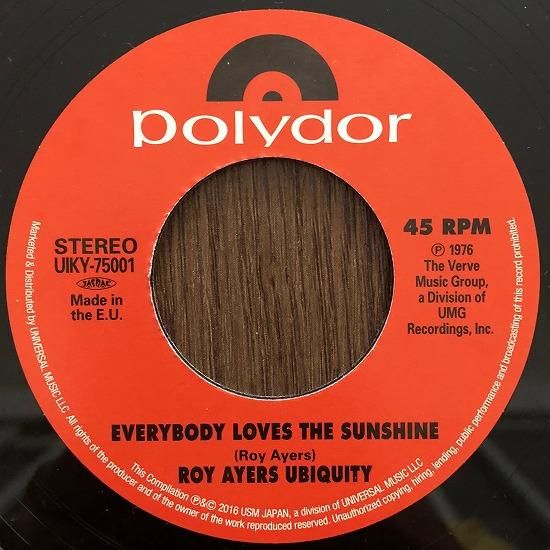 polydor
STEREO
UIKY-75001
JASRAC
Made in
the E.U.
45 RPM
℗ 1976
The Verve
Music Group,
a Division of
UMG
Recordings, Inc.
EVERYBODY LOVES THE SUNSHINE
(Roy Ayers)
ROY AYERS UBIQUITY
This Compilation ℗&© 2016 USM JAPAN, a division of UNIVERSAL MUSIC LLC
Marketed & Distributed by UNIVERSAL MUSIC LLC. All rights of the producer and of the owner of the work reproduced reserved. Unauthorized copying, hiring, lending, public performance and broadcasting of this record prohibited.